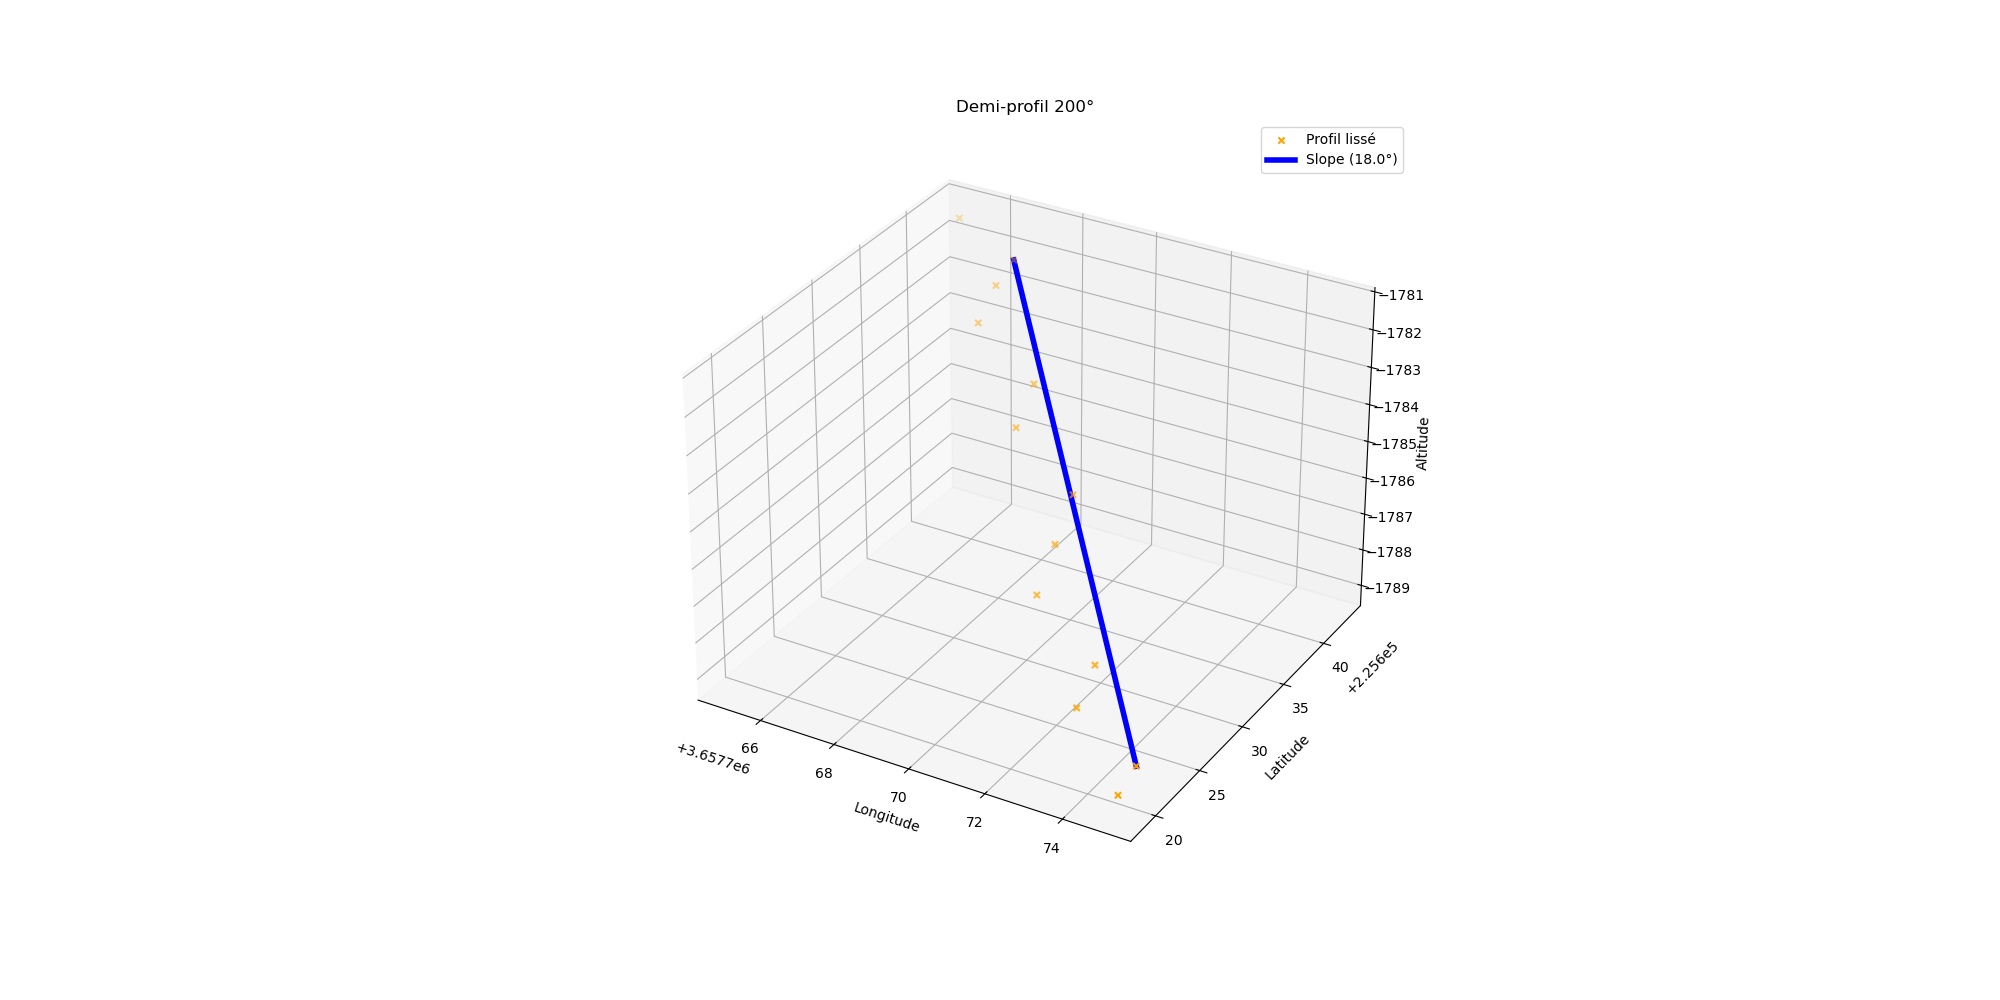 Demi-profil 200°
Profil lissé
Slope (18.0°)
−1781
−1782
−1783
−1784
−1785
−1786
−1787
−1788
−1789
Altitude
40
35
30
25
20
+2.256e5
Latitude
66
68
70
72
74
+3.6577e6
Longitude